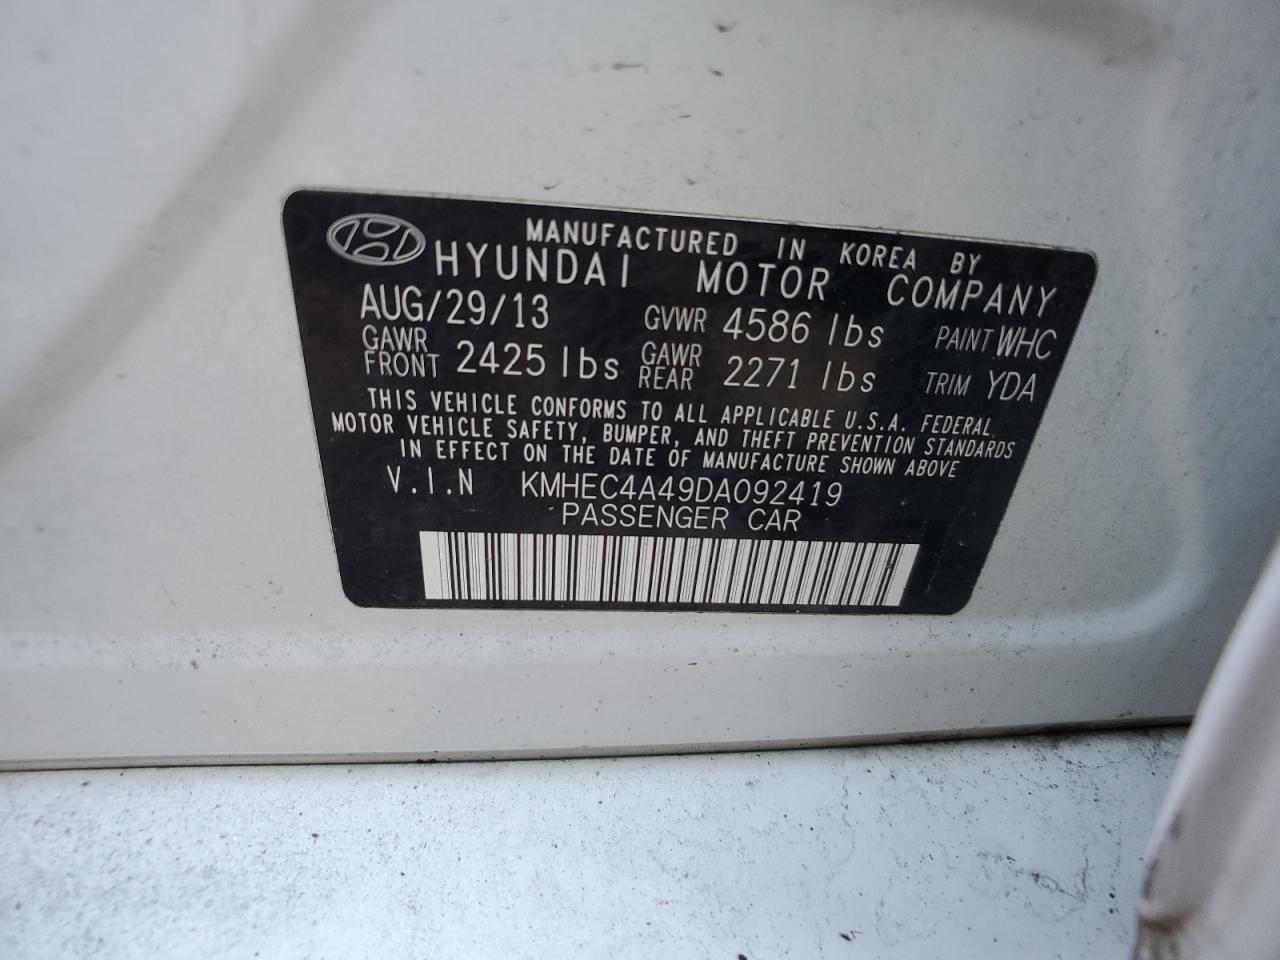 MANUFACTURED IN KOREA BY
HYUNDAI MOTOR COMPANY
AUG/29/13 GVWR 4586 lbs PAINT WHC
GAWR FRONT 2425 lbs GAWR REAR 2271 lbs TRIM YDA
THIS VEHICLE CONFORMS TO ALL APPLICABLE U.S.A. FEDERAL
MOTOR VEHICLE SAFETY, BUMPER, AND THEFT PREVENTION STANDARDS
IN EFFECT ON THE DATE OF MANUFACTURE SHOWN ABOVE
V.I.N KMHEC4A49DA092419
PASSENGER CAR